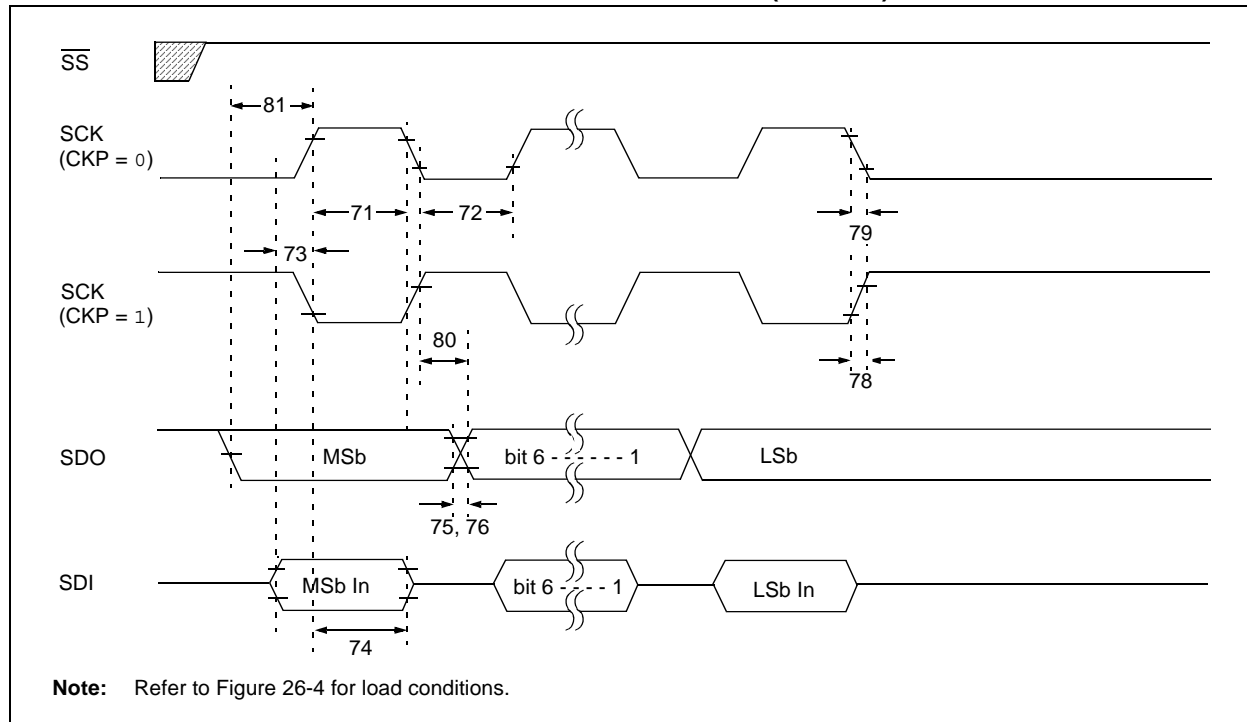 SS
81
SCK
(CKP = 0)
71
72
79
73
SCK
(CKP = 1)
80
78
SDO
MSb
bit 6 - - - - - - 1
LSb
75, 76
SDI
MSb In
bit 6 - - - - 1
LSb In
74
Note: Refer to Figure 26-4 for load conditions.